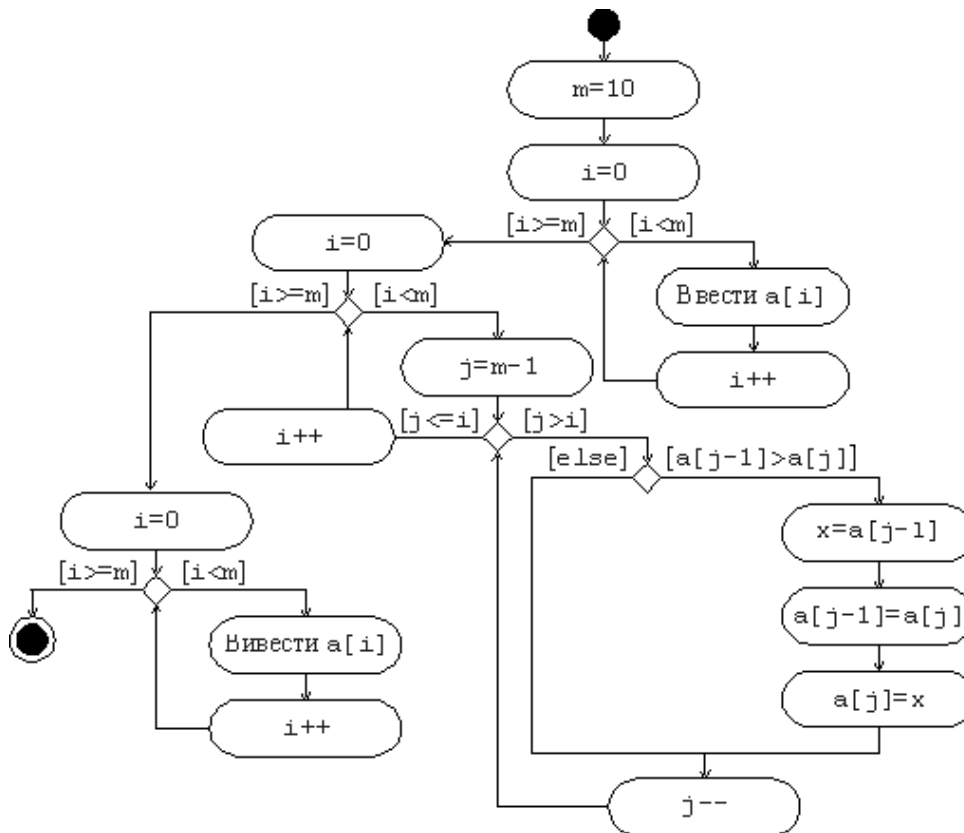 m=10
i=0
[i>=m] [i<m]
i=0
Ввести a[i]
i++
[i>=m] [i<m]
j=m-1
[j<=i] [j>i]
i++
[else] [a[j-1]>a[j]]
x=a[j-1]
a[j-1]=a[j]
a[j]=x
j--
i=0
[i>=m] [i<m]
Вивести a[i]
i++